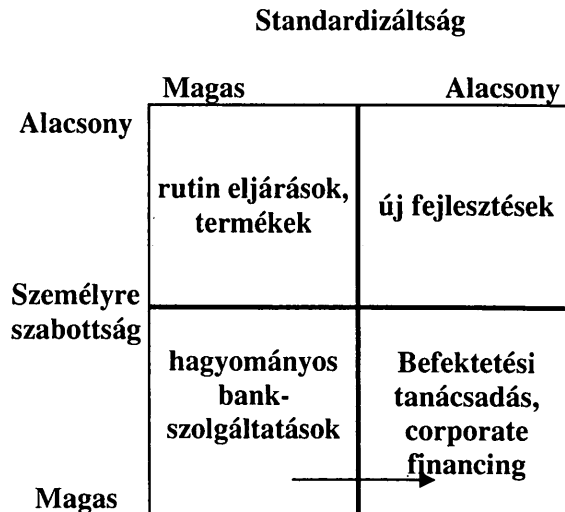 Standardizáltság
Magas
Alacsony
Alacsony
rutin eljárások,
termékek
új fejlesztések
Személyre
szabottság
hagyományos
bank-
szolgáltatások
Befektetési
tanácsadás,
corporate
financing
Magas